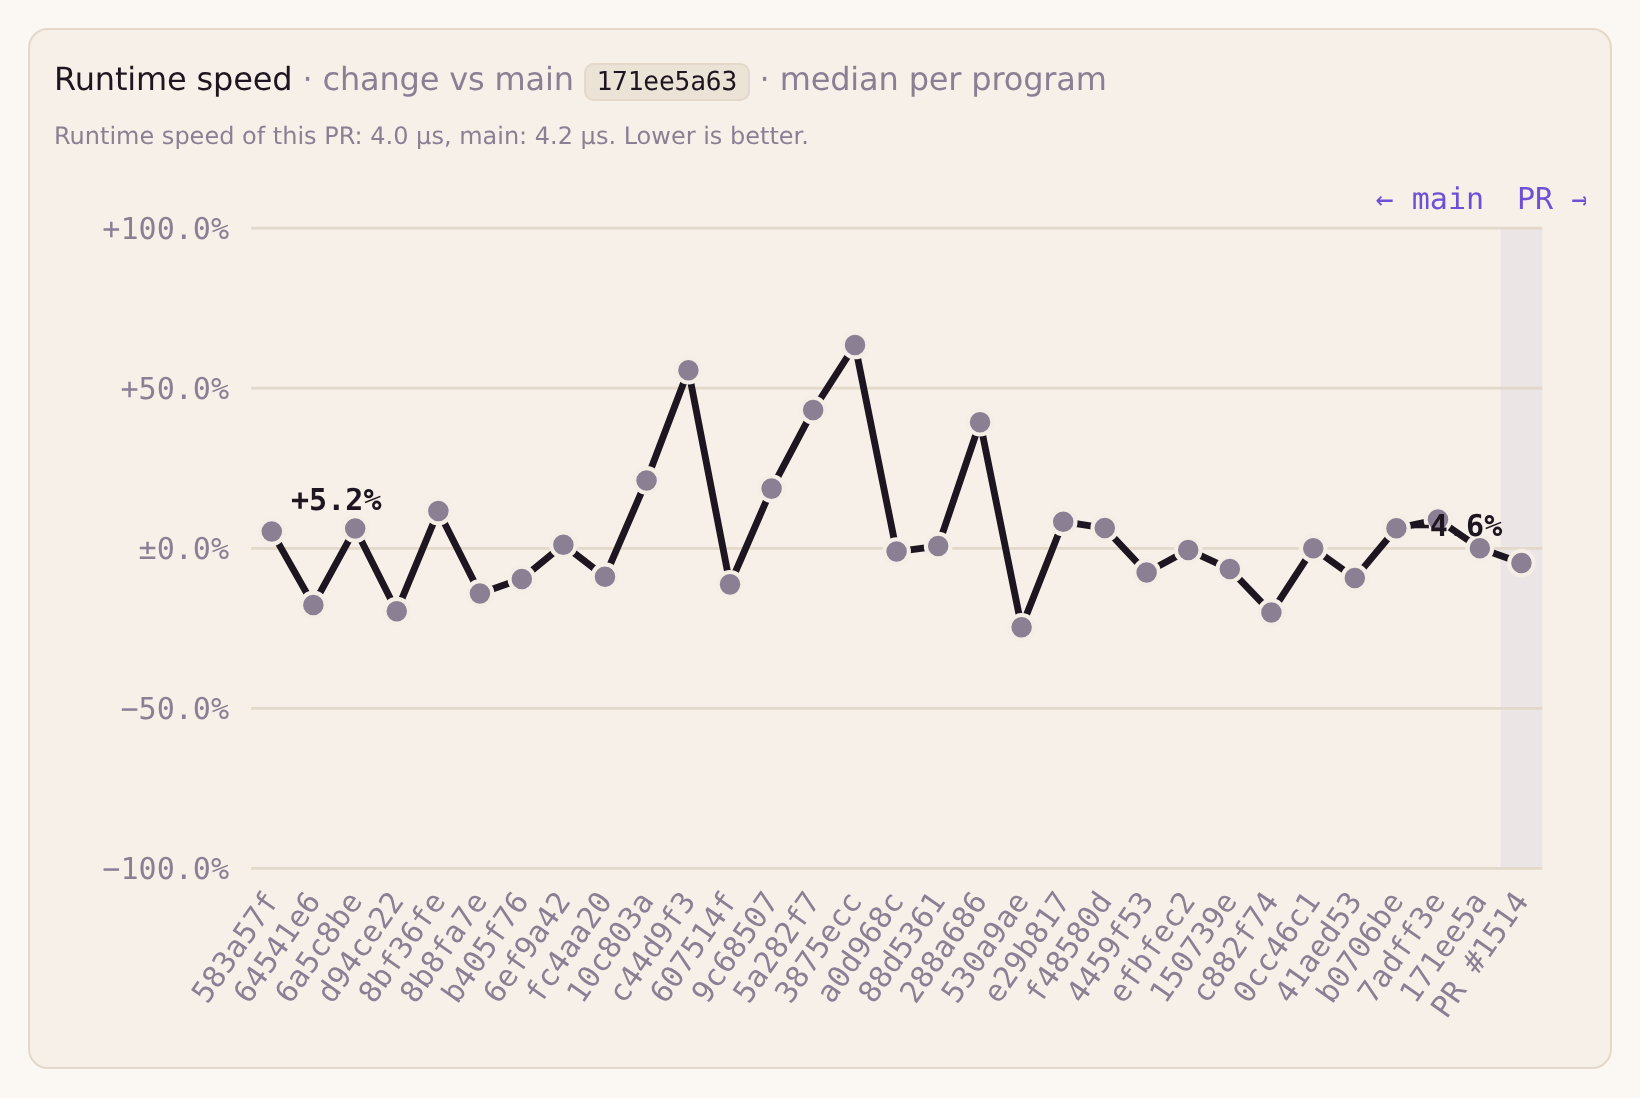 Runtime speed · change vs main 171ee5a63 · median per program
Runtime speed of this PR: 4.0 µs, main: 4.2 µs. Lower is better.
← main PR →
+100.0%
+50.0%
±0.0%
−50.0%
−100.0%
+5.2%
−4.6%
583a57f
64541e6
6a5c8be
d94ce22
8bf36fe
8b8fa7e
b405f76
6ef9a42
fc4aa20
10c803a
c44d9f3
607514f
9c68507
5a282f7
3875ecc
a0d968c
88d5361
288a686
530a9ae
e29b817
f48580d
4459f53
efbfec2
150739e
c882f74
0cc46c1
41aed53
b0706be
7adff3e
171ee5a
PR #1514